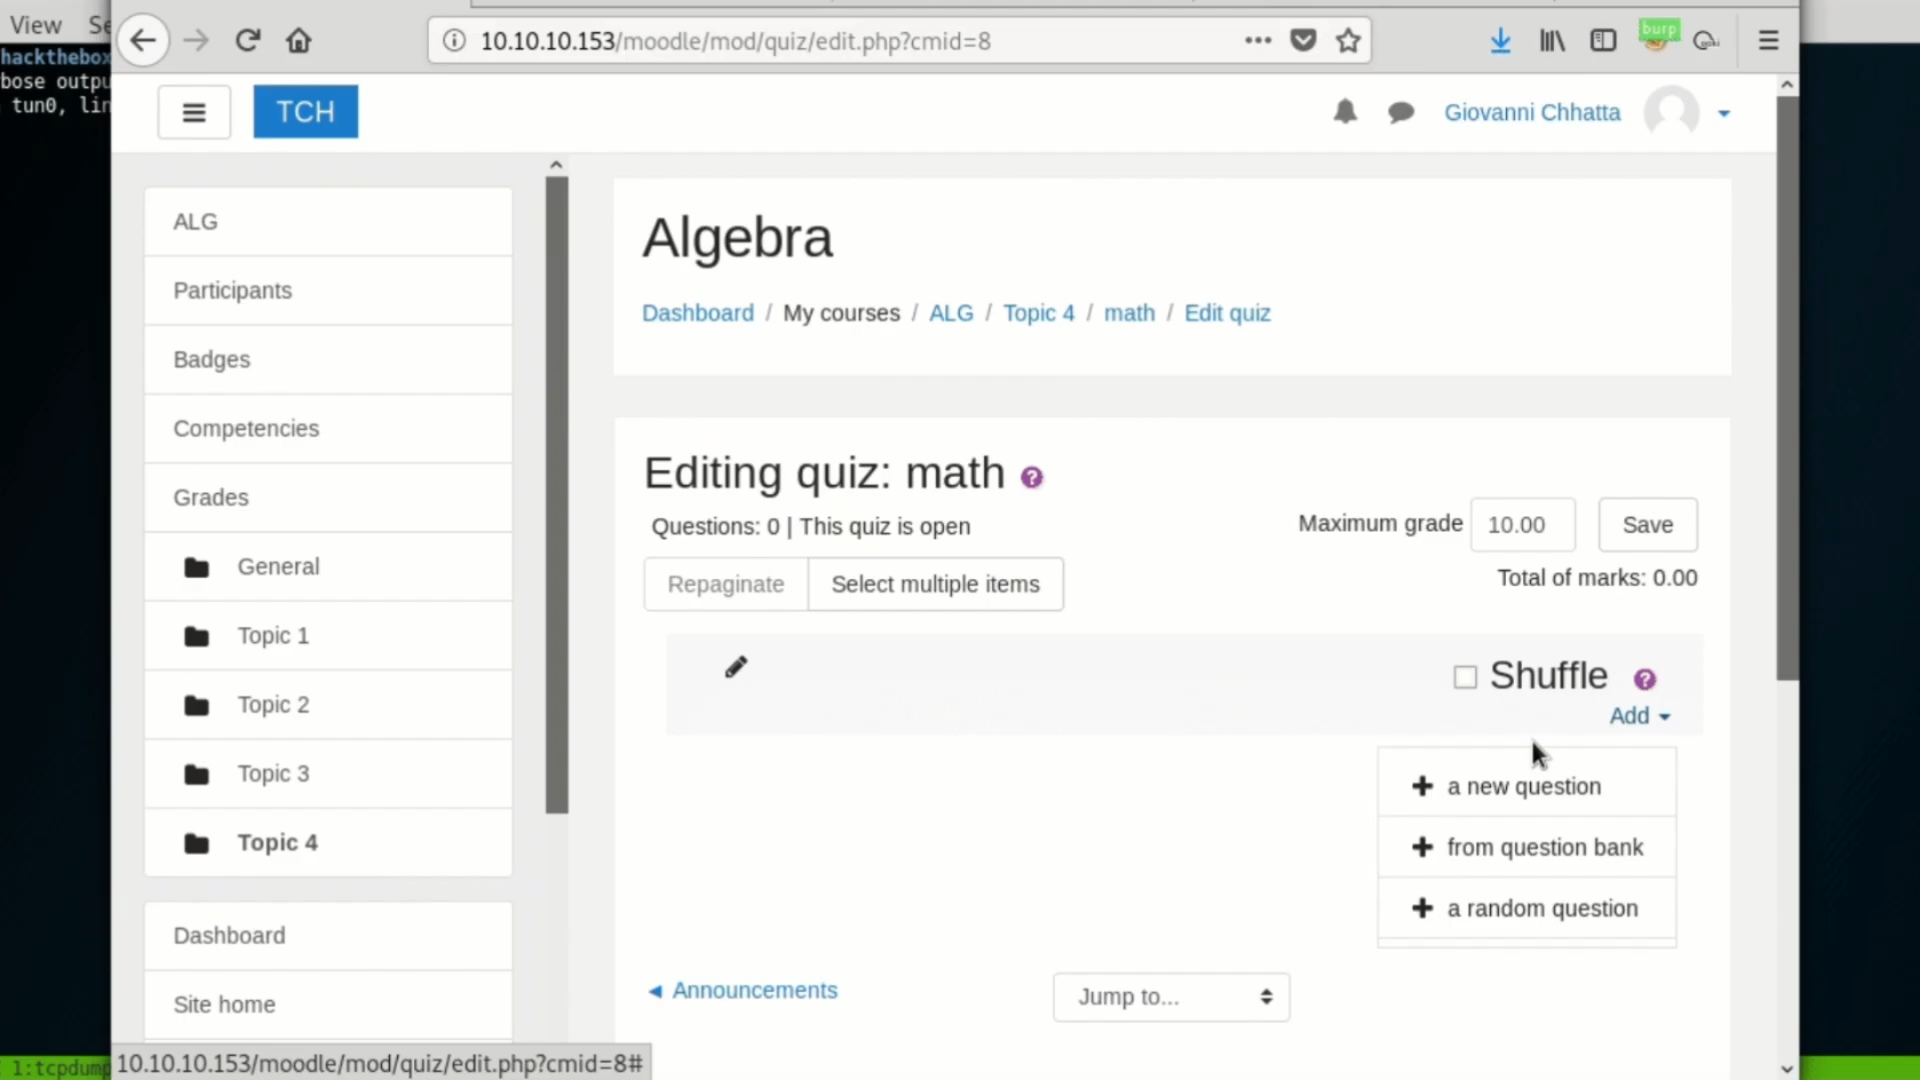 View Se
hackthebox
bose outpu
tun0, lin
10.10.10.153/moodle/mod/quiz/edit.php?cmid=8
burp
TCH
Giovanni Chhatta
ALG
Participants
Badges
Competencies
Grades
General
Topic 1
Topic 2
Topic 3
Topic 4
Dashboard
Site home
Algebra
Dashboard / My courses / ALG / Topic 4 / math / Edit quiz
Editing quiz: math
Questions: 0 | This quiz is open
Maximum grade 10.00 Save
Total of marks: 0.00
Repaginate Select multiple items
Shuffle
Add
a new question
from question bank
a random question
◄ Announcements
Jump to...
10.10.10.153/moodle/mod/quiz/edit.php?cmid=8#
1:tcpdump